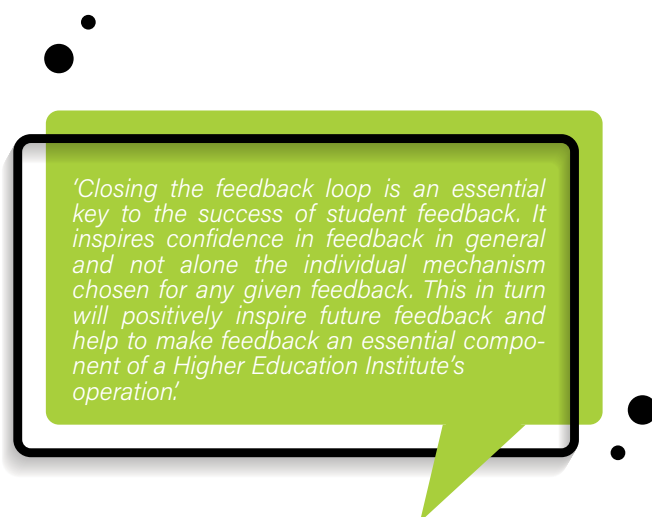 'Closing the feedback loop is an essential
key to the success of student feedback. It
inspires confidence in feedback in general
and not alone the individual mechanism
chosen for any given feedback. This in turn
will positively inspire future feedback and
help to make feedback an essential compo-
nent of a Higher Education Institute's
operation.'